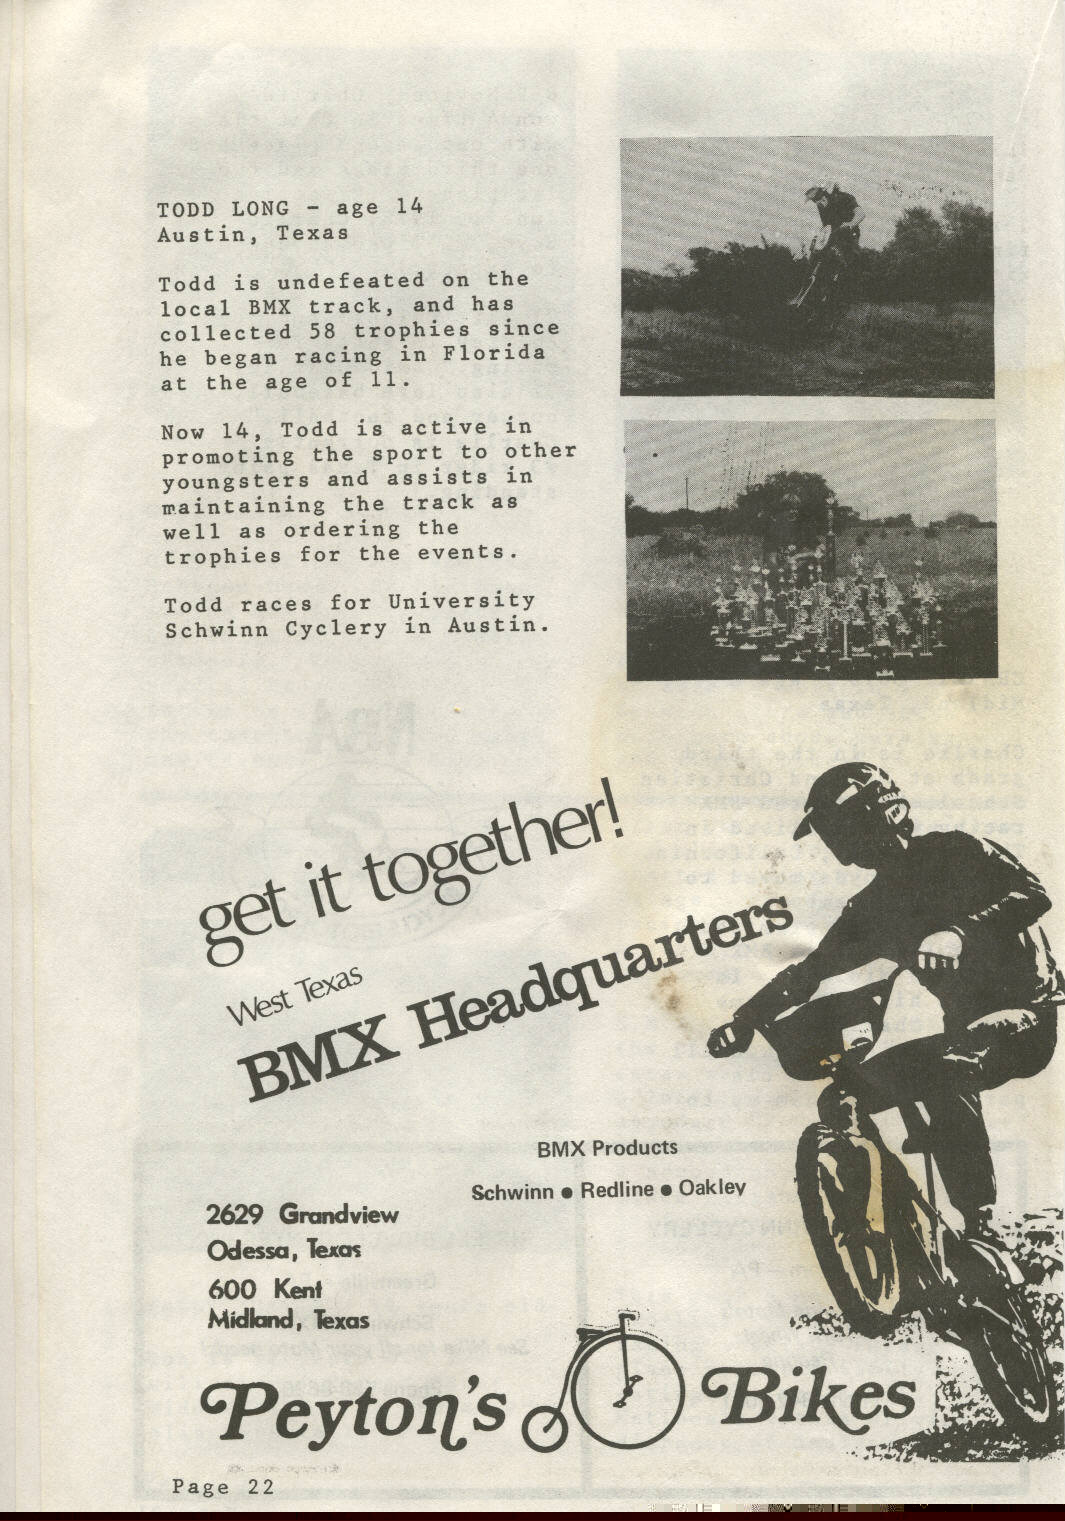 TODD LONG - age 14
Austin, Texas
Todd is undefeated on the
local BMX track, and has
collected 58 trophies since
he began racing in Florida
at the age of 11.
Now 14, Todd is active in
promoting the sport to other
youngsters and assists in
maintaining the track as
well as ordering the
trophies for the events.
Todd races for University
Schwinn Cyclery in Austin.
get it together!
West Texas
BMX Headquarters
BMX Products
Schwinn ● Redline ● Oakley
2629 Grandview
Odessa, Texas
600 Kent
Midland, Texas
Peyton's Bikes
Page 22